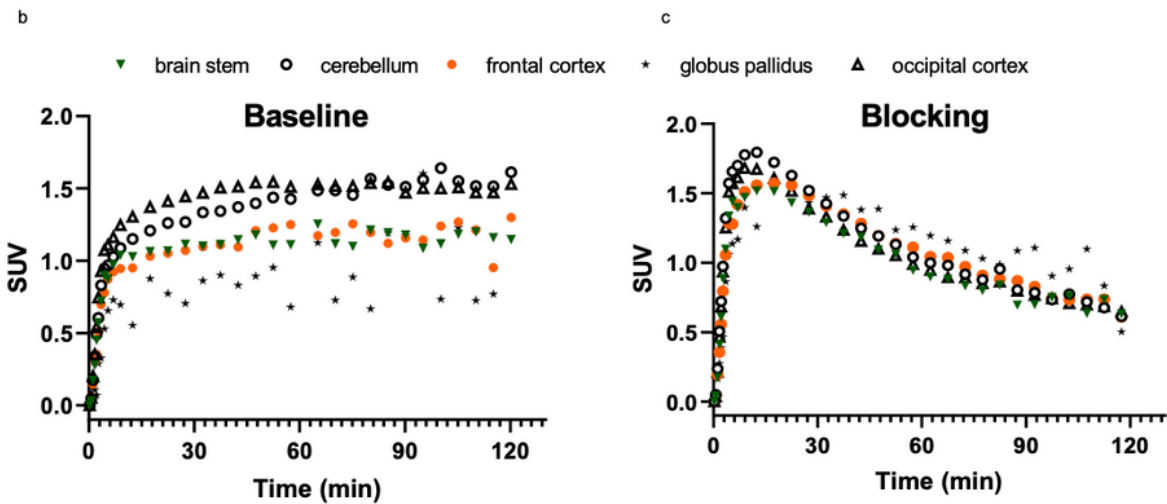 b
c
brain stem cerebellum frontal cortex globus pallidus occipital cortex
Baseline
2.0
1.5
1.0
0.5
0.0
SUV
0 30 60 90 120
Time (min)
Blocking
2.0
1.5
1.0
0.5
0.0
SUV
0 30 60 90 120
Time (min)